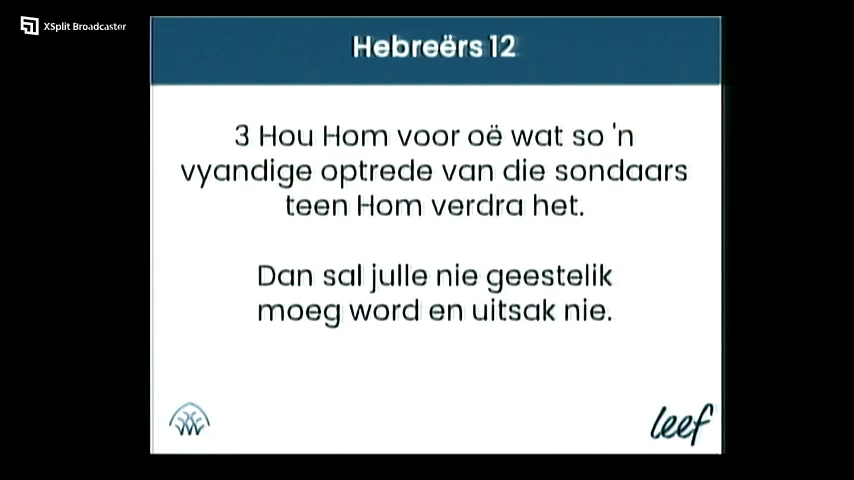 XSplit Broadcaster
Hebreërs 12
3 Hou Hom voor oë wat so 'n
vyandige optrede van die sondaars
teen Hom verdra het.
Dan sal julle nie geestelik
moeg word en uitsak nie.
leef